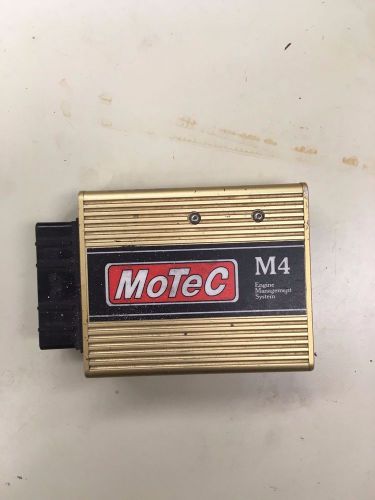 MoTeC
M4
Engine
Management
System